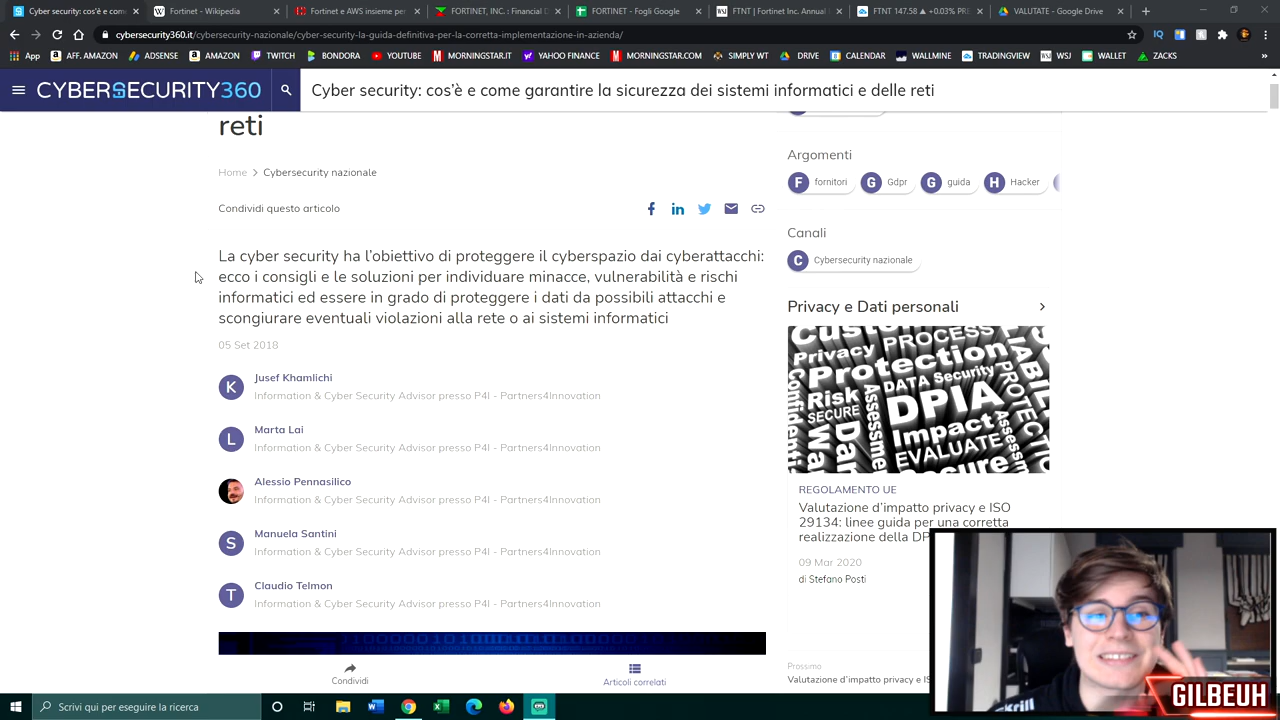 Cyber security: cos'è e come
Fortinet - Wikipedia
Fortinet e AWS insieme per
FORTINET, INC. : Financial D
FORTINET - Fogli Google
FTNT | Fortinet Inc. Annual
FTNT 147.58 ▲ +0.03% PRE
VALUTATE - Google Drive
cybersecurity360.it/cybersecurity-nazionale/cyber-security-la-guida-definitiva-per-la-corretta-implementazione-in-azienda/
App
AFF. AMAZON
ADSENSE
AMAZON
TWITCH
BONDORA
YOUTUBE
MORNINGSTAR.IT
YAHOO FINANCE
MORNINGSTAR.COM
SIMPLY WT
DRIVE
CALENDAR
WALLMINE
TRADINGVIEW
WSJ
WALLET
ZACKS
CYBERSECURITY360
Cyber security: cos'è e come garantire la sicurezza dei sistemi informatici e delle reti
reti
Home > Cybersecurity nazionale
Condividi questo articolo
La cyber security ha l'obiettivo di proteggere il cyberspazio dai cyberattacchi:
ecco i consigli e le soluzioni per individuare minacce, vulnerabilità e rischi
informatici ed essere in grado di proteggere i dati da possibili attacchi e
scongiurare eventuali violazioni alla rete o ai sistemi informatici
05 Set 2018
K
Jusef Khamlichi
Information & Cyber Security Advisor presso P4I - Partners4Innovation
L
Marta Lai
Information & Cyber Security Advisor presso P4I - Partners4Innovation
Alessio Pennasilico
Information & Cyber Security Advisor presso P4I - Partners4Innovation
S
Manuela Santini
Information & Cyber Security Advisor presso P4I - Partners4Innovation
T
Claudio Telmon
Information & Cyber Security Advisor presso P4I - Partners4Innovation
Condividi
Articoli correlati
Argomenti
F fornitori
G Gdpr
G guida
H Hacker
Canali
C Cybersecurity nazionale
Privacy e Dati personali
PROCESS
Privacy
Protection
Risk
DATA Security
SECURE
DPIA
Impact
EVALUATE
REGOLAMENTO UE
Valutazione d'impatto privacy e ISO
29134: linee guida per una corretta
realizzazione della DP
09 Mar 2020
di Stefano Posti
Prossimo
Valutazione d'impatto privacy e IS
GILBEUH
Scrivi qui per eseguire la ricerca